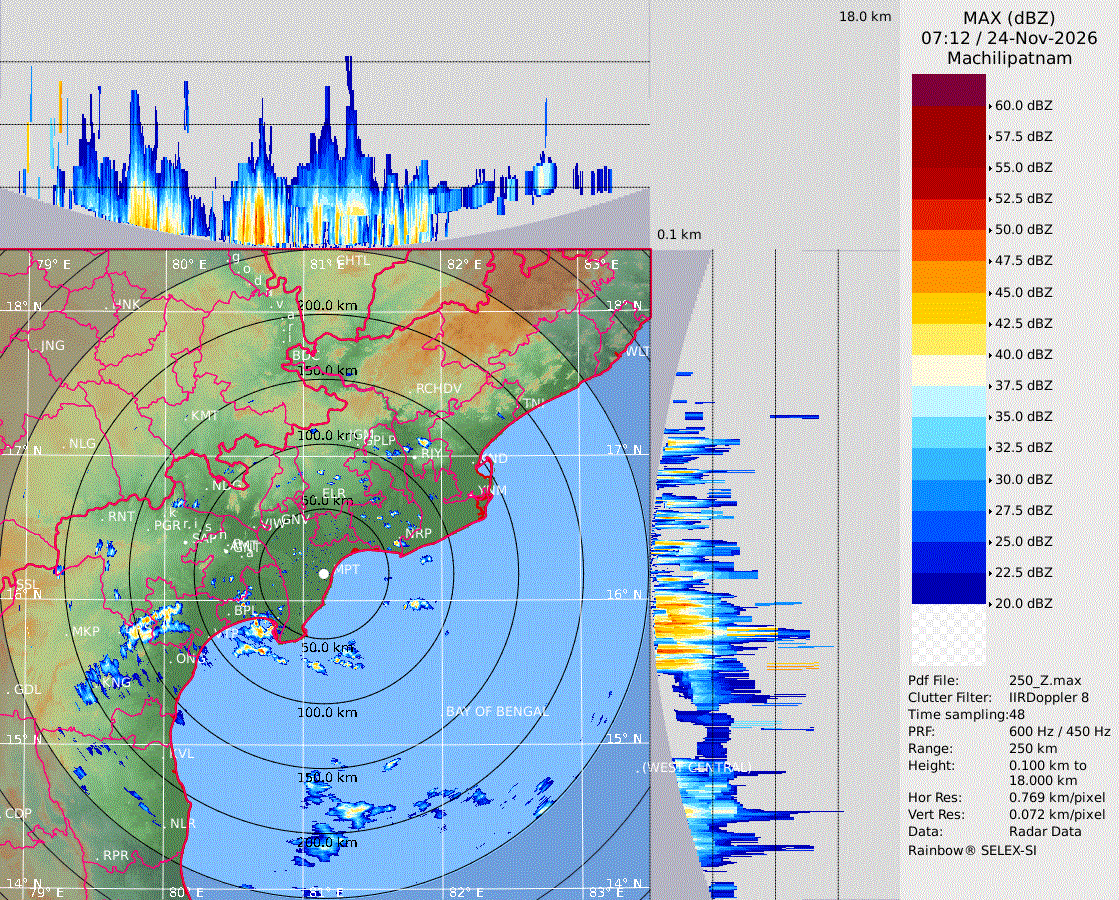 18.0 km
0.1 km
MAX (dBZ)
07:12 / 24-Nov-2026
Machilipatnam
60.0 dBZ
57.5 dBZ
55.0 dBZ
52.5 dBZ
50.0 dBZ
47.5 dBZ
45.0 dBZ
42.5 dBZ
40.0 dBZ
37.5 dBZ
35.0 dBZ
32.5 dBZ
30.0 dBZ
27.5 dBZ
25.0 dBZ
22.5 dBZ
20.0 dBZ
Pdf File: 250_Z.max
Clutter Filter: IIRDoppler 8
Time sampling:48
PRF: 600 Hz / 450 Hz
Range: 250 km
Height: 0.100 km to
18.000 km
Hor Res: 0.769 km/pixel
Vert Res: 0.072 km/pixel
Data: Radar Data
Rainbow® SELEX-SI
79° E 80° E 81° E 82° E 83° E
CHTL
18° N 18° N
200.0 km
JNG
BDC
WLT
150.0 km
RCHDV
KMT
100.0 km
NLG
17° N 17° N
RJY
ELR
50.0 km
RNT
PGR
VJW
GNV
NRP
MPT
SSL
16° N 16° N
BPL
MKP
50.0 km
ONG
KNG
GDL
100.0 km
BAY OF BENGAL
15° N 15° N
KVL
(WEST CENTRAL)
150.0 km
CDP
NLR
200.0 km
RPR
14° N 14° N
79° E 80° E 81° E 82° E 83° E